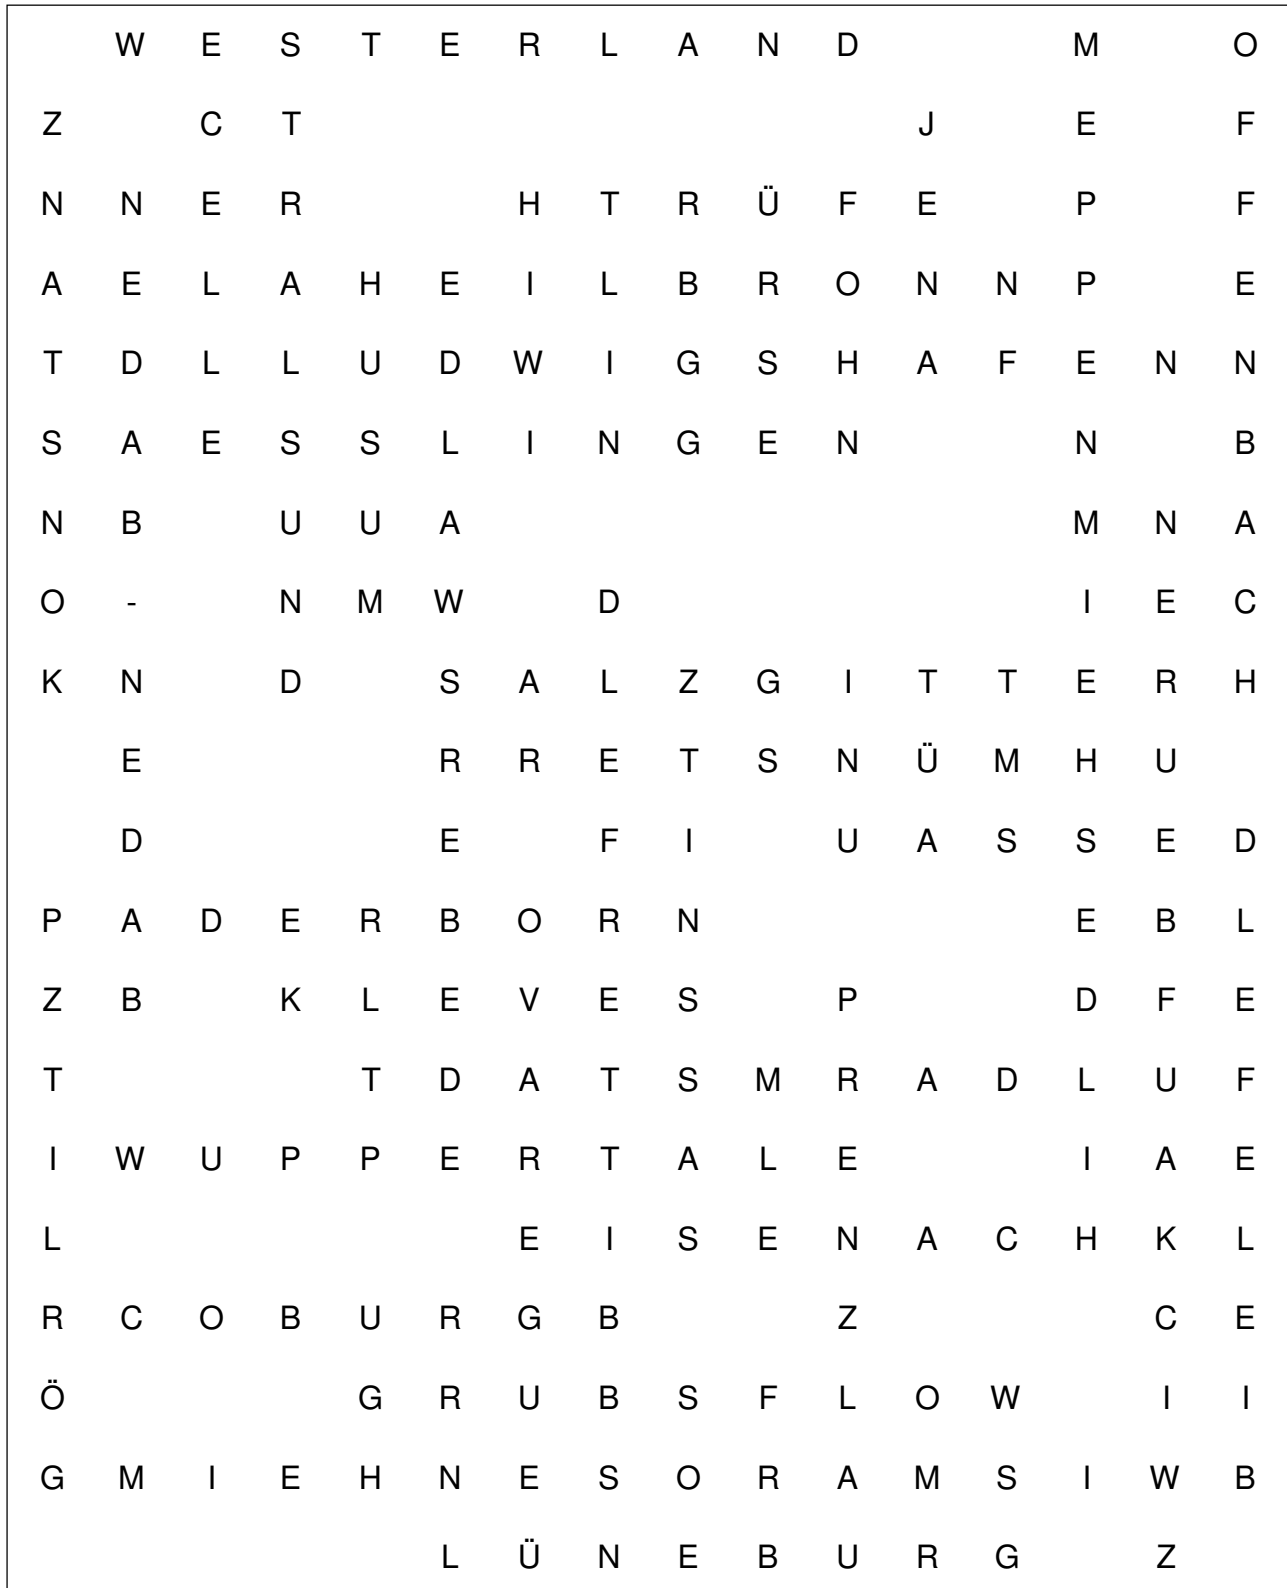 W E S T E R L A N D M O
Z C T J E F
N N E R H T R Ü F E P F
A E L A H E I L B R O N N P E
T D L L U D W I G S H A F E N N
S A E S S L I N G E N N B
N B U U A M N A
O - N M W D I E C
K N D S A L Z G I T T E R H
E R R E T S N Ü M H U
D E F I U A S S E D
P A D E R B O R N E B L
Z B K L E V E S P D F E
T T D A T S M R A D L U F
I W U P P E R T A L E I A E
L E I S E N A C H K L
R C O B U R G B Z C E
Ö G R U B S F L O W I I
G M I E H N E S O R A M S I W B
L Ü N E B U R G Z